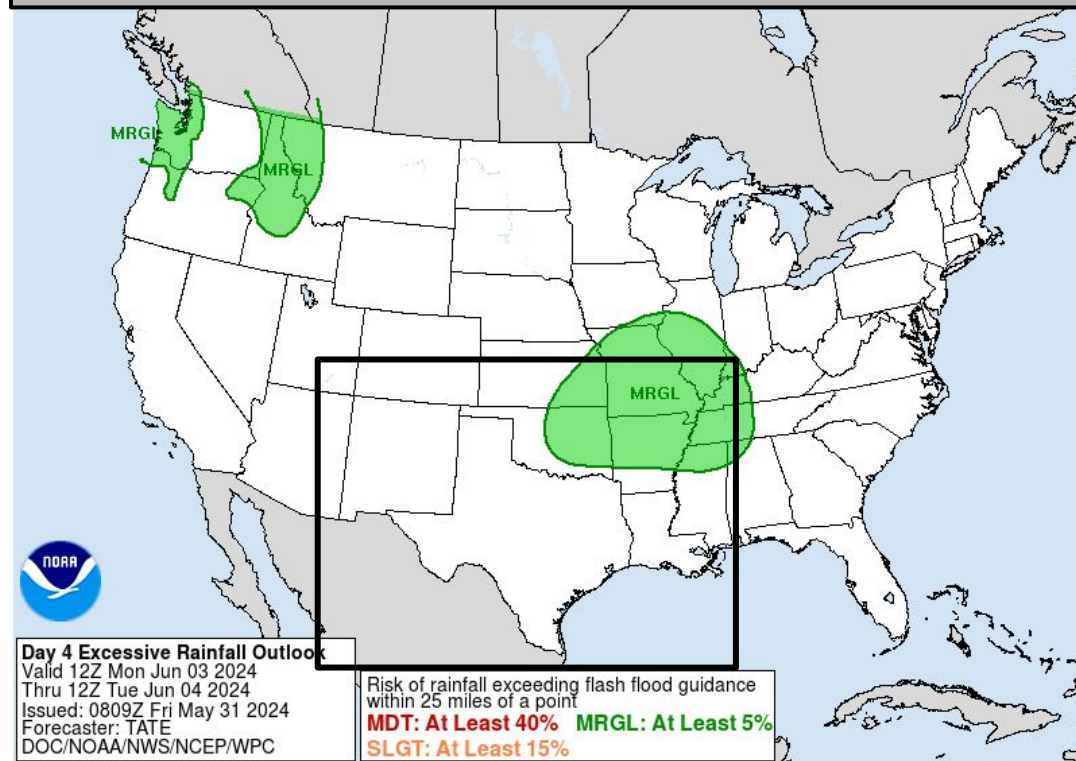 MRGL
MRGL
MRGL
NOAA
Day 4 Excessive Rainfall Outlook
Valid 12Z Mon Jun 03 2024
Thru 12Z Tue Jun 04 2024
Issued: 0809Z Fri May 31 2024
Forecaster: TATE
DOC/NOAA/NWS/NCEP/WPC
Risk of rainfall exceeding flash flood guidance
within 25 miles of a point
MDT: At Least 40% MRGL: At Least 5%
SLGT: At Least 15%